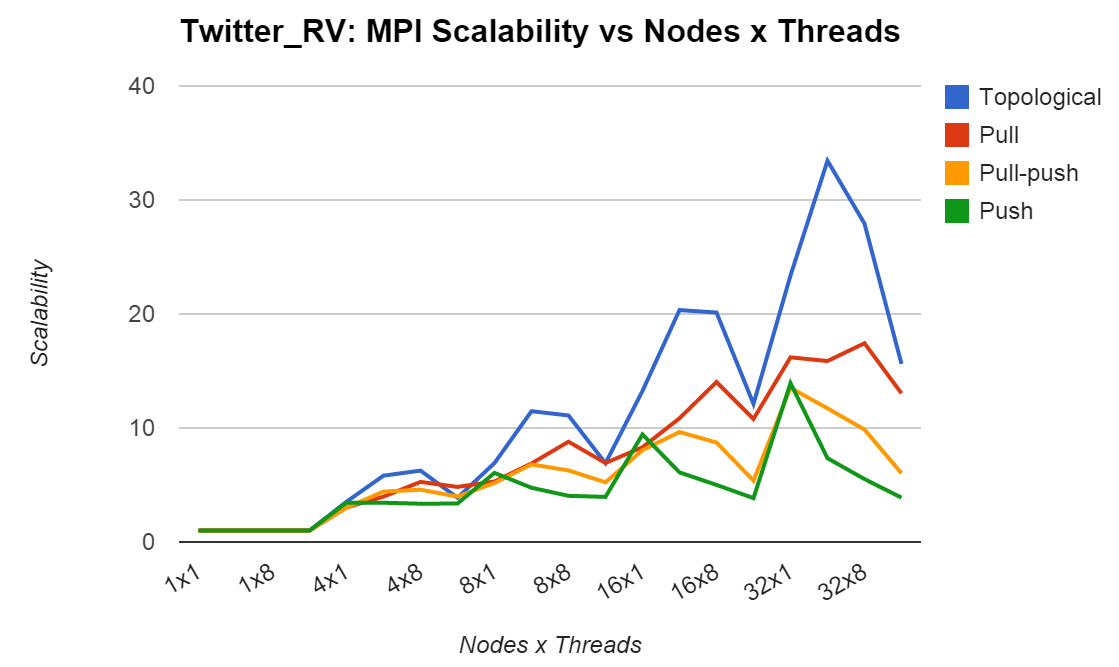 Twitter_RV: MPI Scalability vs Nodes x Threads
40
30
20
10
0
Scalability
1x1
1x8
4x1
4x8
8x1
8x8
16x1
16x8
32x1
32x8
Nodes x Threads
Topological
Pull
Pull-push
Push